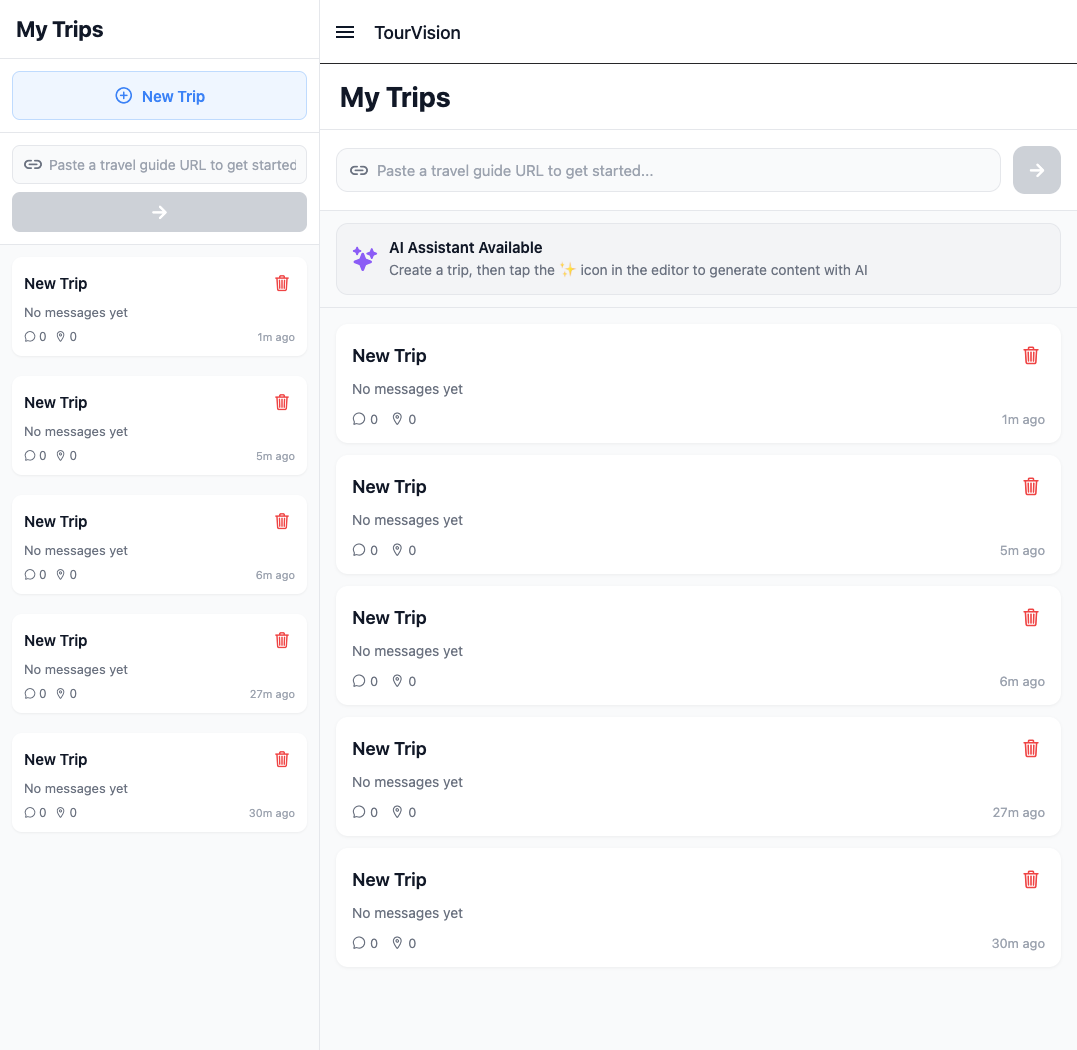 My Trips
New Trip
Paste a travel guide URL to get started
New Trip
No messages yet
0 0 1m ago
New Trip
No messages yet
0 0 5m ago
New Trip
No messages yet
0 0 6m ago
New Trip
No messages yet
0 0 27m ago
New Trip
No messages yet
0 0 30m ago
TourVision
My Trips
Paste a travel guide URL to get started...
AI Assistant Available
Create a trip, then tap the ✨ icon in the editor to generate content with AI
New Trip
No messages yet
0 0 1m ago
New Trip
No messages yet
0 0 5m ago
New Trip
No messages yet
0 0 6m ago
New Trip
No messages yet
0 0 27m ago
New Trip
No messages yet
0 0 30m ago